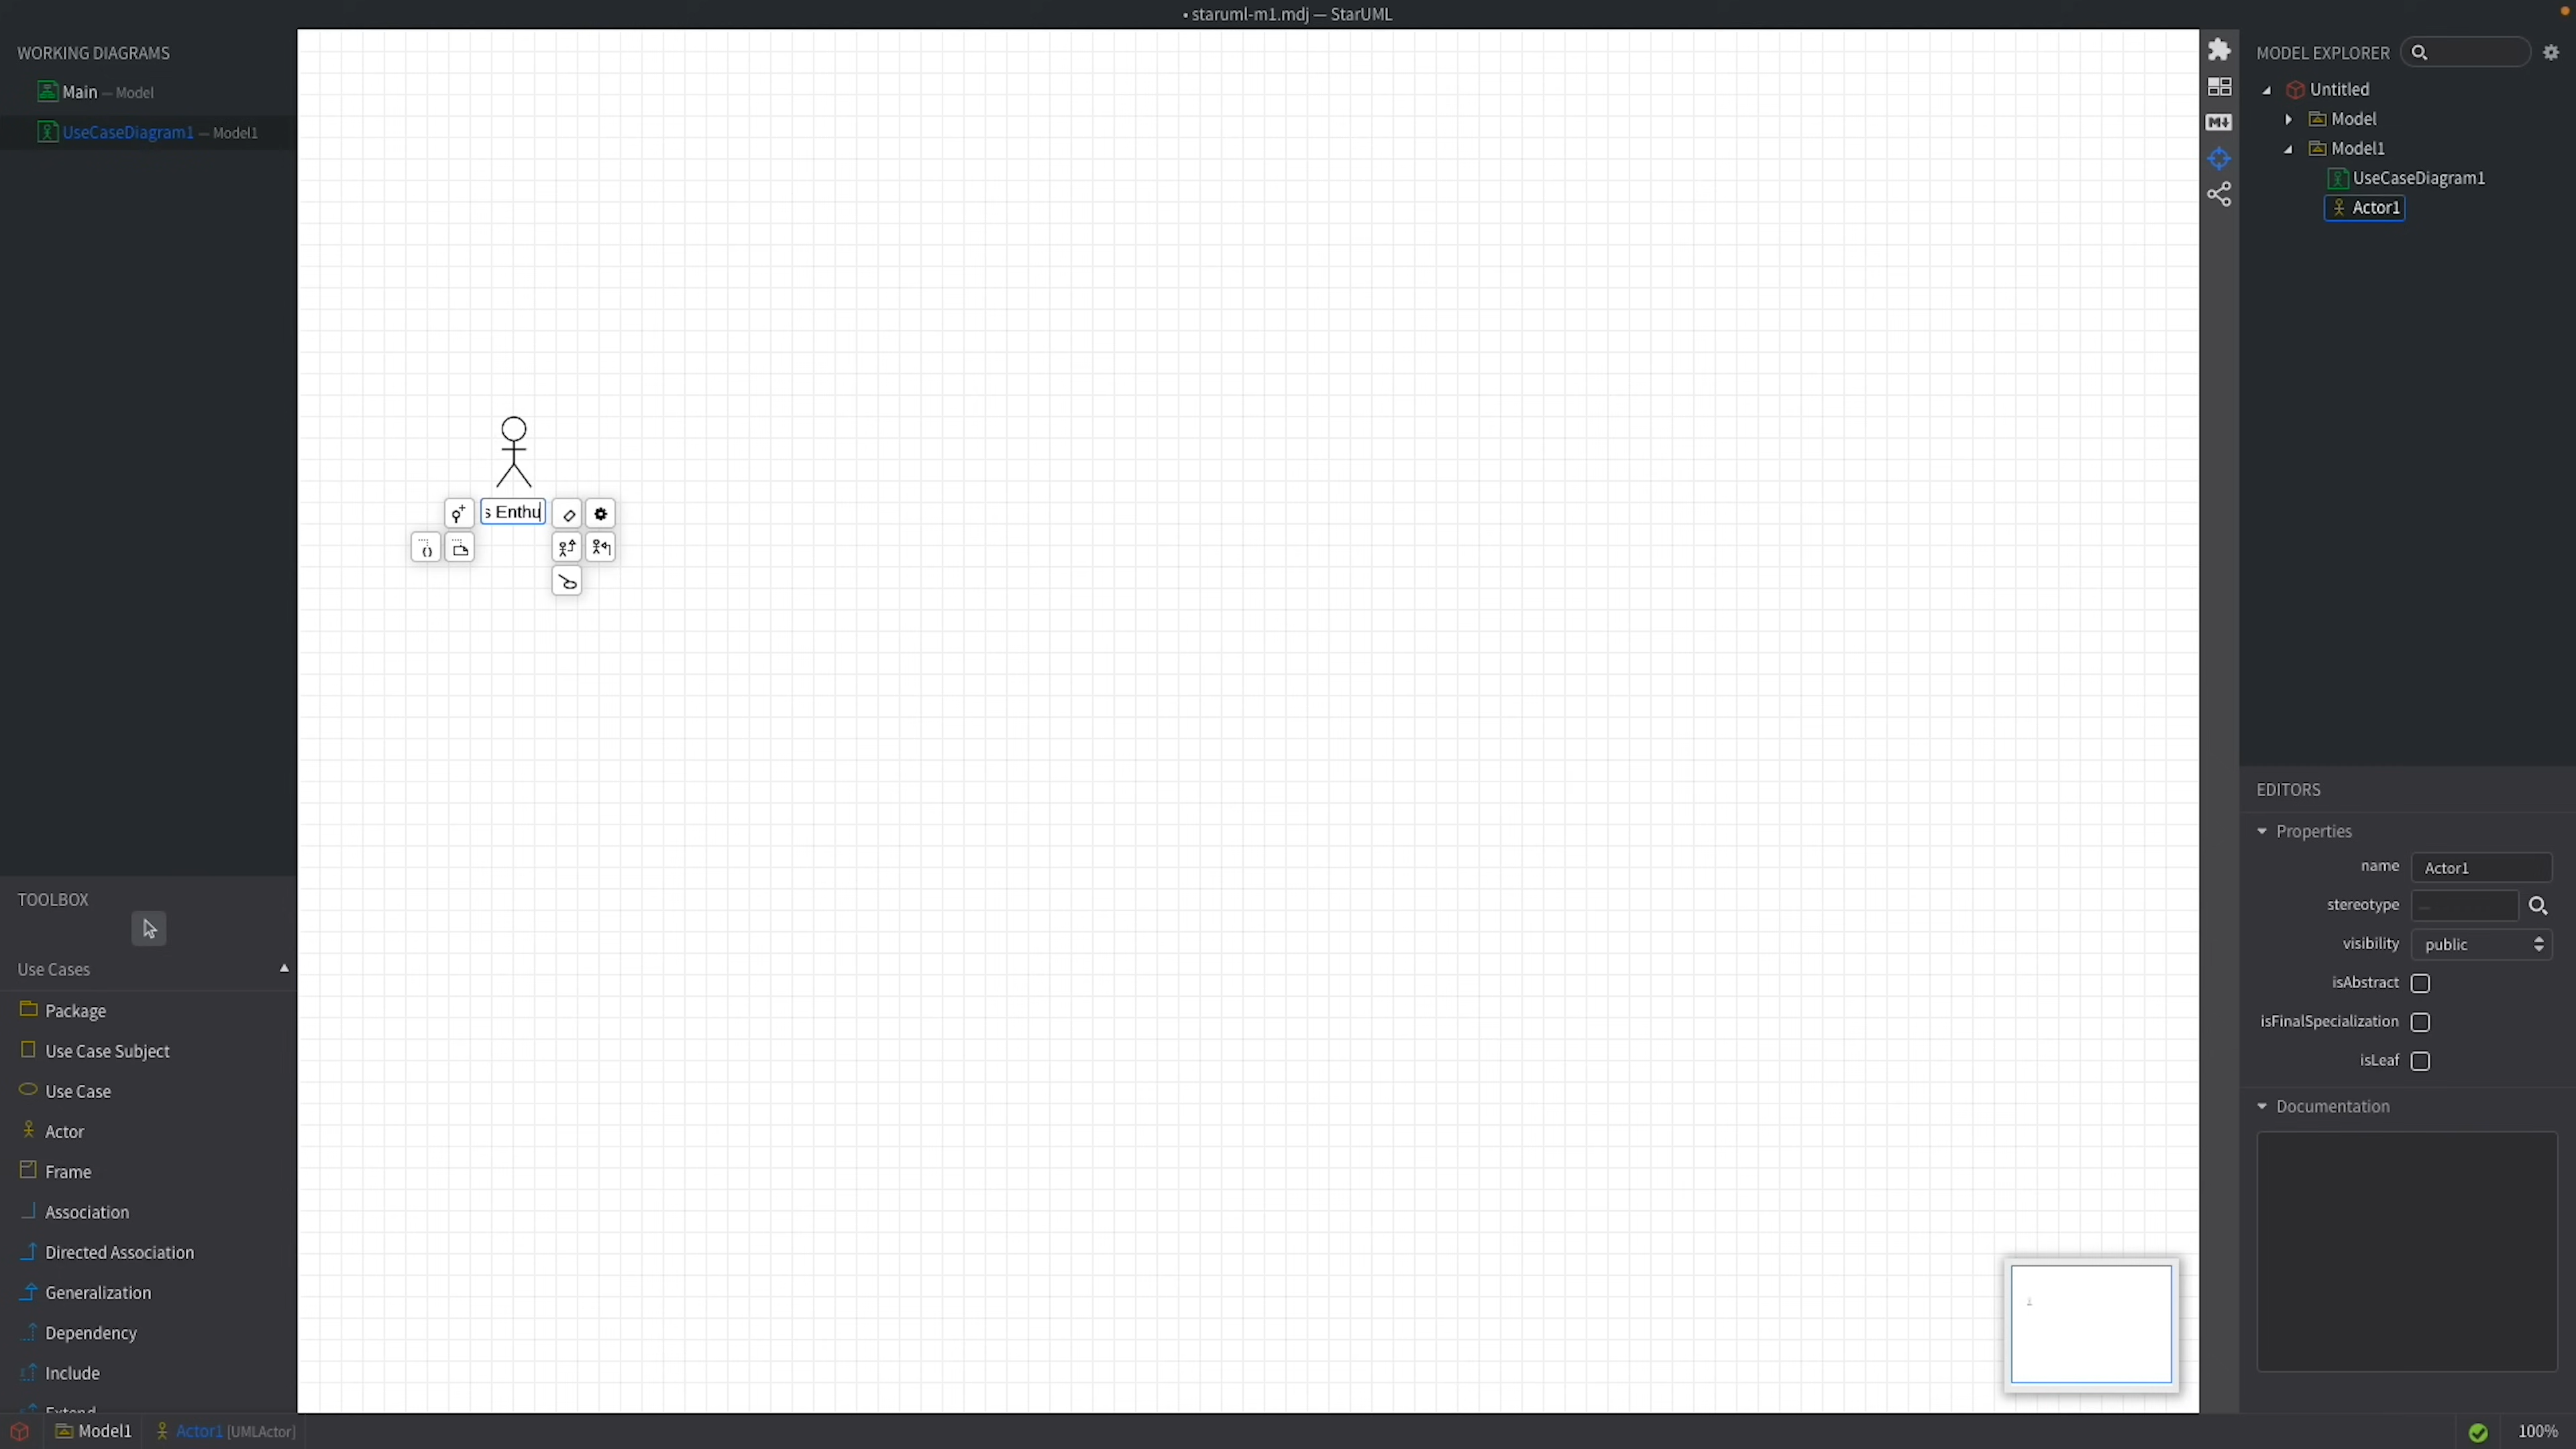 • staruml-m1.mdj — StarUML
WORKING DIAGRAMS
Main — Model
UseCaseDiagram1 — Model1
s Enthu
TOOLBOX
Use Cases
Package
Use Case Subject
Use Case
Actor
Frame
Association
Directed Association
Generalization
Dependency
Include
Extend
Model1
Actor1 [UMLActor]
MODEL EXPLORER
Untitled
Model
Model1
UseCaseDiagram1
Actor1
EDITORS
Properties
name Actor1
stereotype —
visibility public
isAbstract
isFinalSpecialization
isLeaf
Documentation
100%